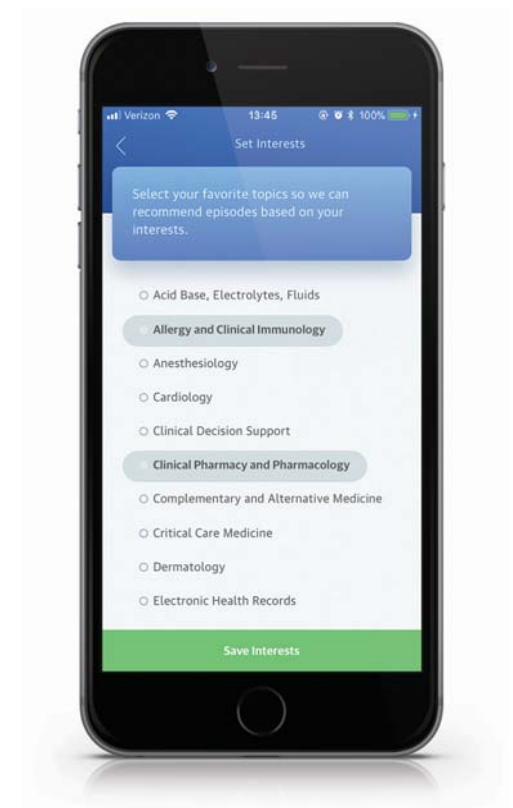 Verizon 13:45 100%
Set Interests
Select your favorite topics so we can
recommend episodes based on your
interests.
Acid Base, Electrolytes, Fluids
Allergy and Clinical Immunology
Anesthesiology
Cardiology
Clinical Decision Support
Clinical Pharmacy and Pharmacology
Complementary and Alternative Medicine
Critical Care Medicine
Dermatology
Electronic Health Records
Save Interests